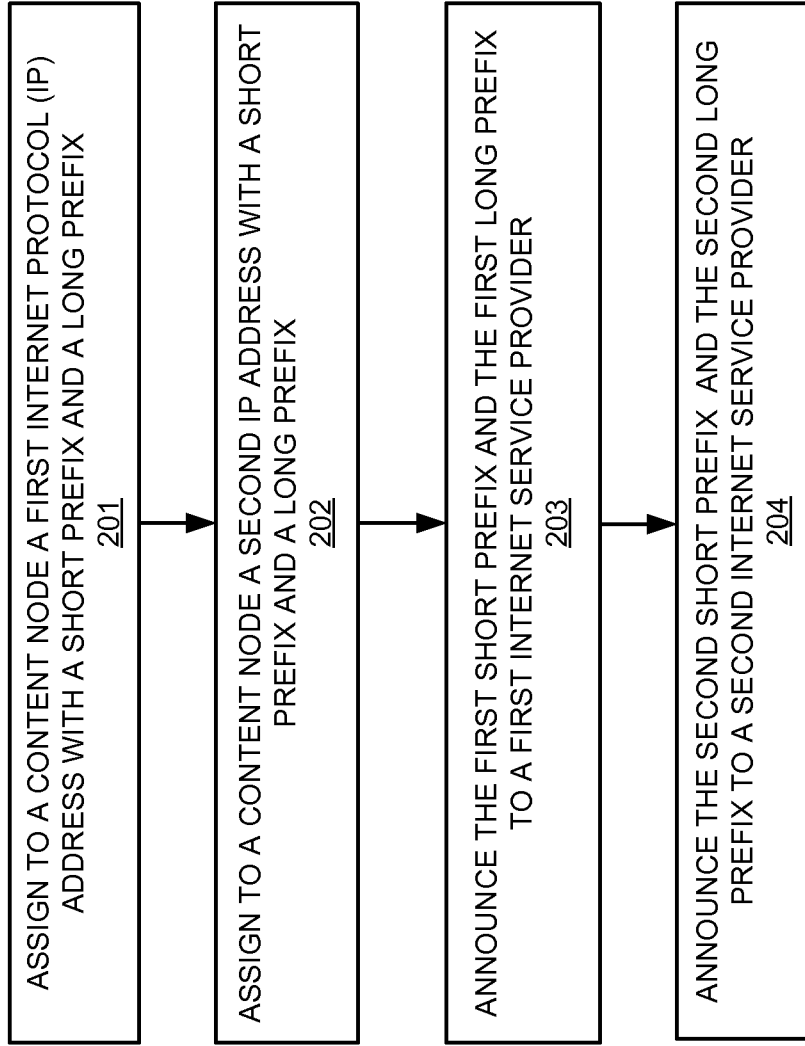 ASSIGN TO A CONTENT NODE A FIRST INTERNET PROTOCOL (IP)
ADDRESS WITH A SHORT PREFIX AND A LONG PREFIX
201
ASSIGN TO A CONTENT NODE A SECOND IP ADDRESS WITH A SHORT
PREFIX AND A LONG PREFIX
202
ANNOUNCE THE FIRST SHORT PREFIX AND THE FIRST LONG PREFIX
TO A FIRST INTERNET SERVICE PROVIDER
203
ANNOUNCE THE SECOND SHORT PREFIX AND THE SECOND LONG
PREFIX TO A SECOND INTERNET SERVICE PROVIDER
204